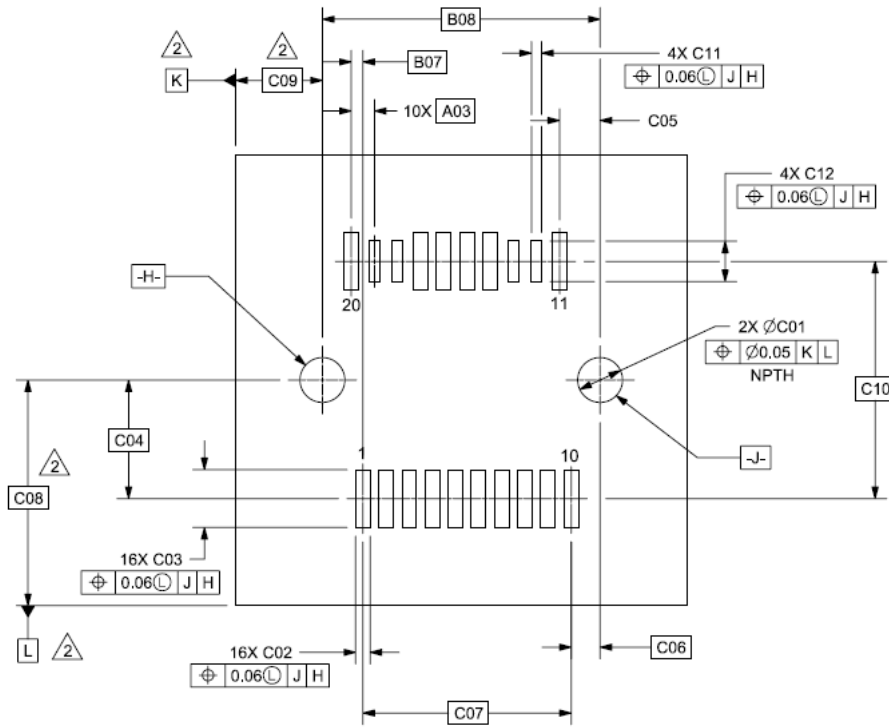 B08
2
2
K
C09
B07
4X C11
⌖ 0.06Ⓛ J H
10X A03
C05
4X C12
⌖ 0.06Ⓛ J H
20
11
-H-
2X ØC01
⌖ Ø0.05 K L
NPTH
C10
C04
1
10
-J-
2
C08
16X C03
⌖ 0.06Ⓛ J H
L
2
16X C02
⌖ 0.06Ⓛ J H
C06
C07